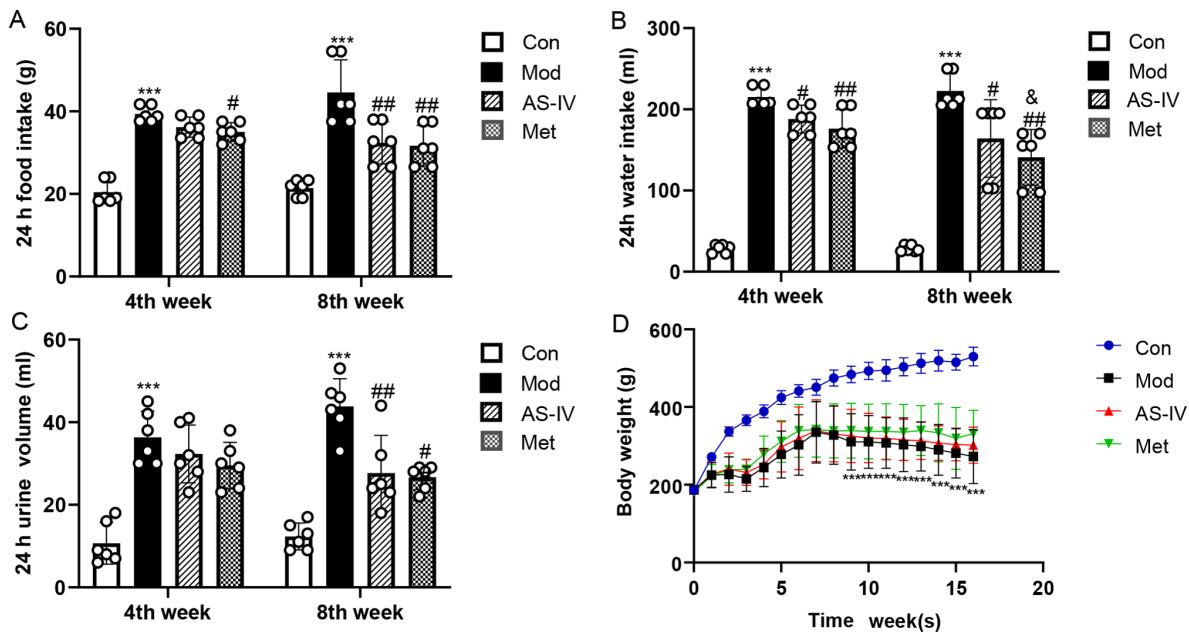 A
24 h food intake (g)
60
40
20
0
***
#
***
##
##
4th week
8th week
Con
Mod
AS-IV
Met
B
24h water intake (ml)
300
200
100
0
***
#
##
***
#
&
##
4th week
8th week
Con
Mod
AS-IV
Met
C
24 h urine volume (ml)
60
40
20
0
***
***
##
#
4th week
8th week
Con
Mod
AS-IV
Met
D
Body weight (g)
600
400
200
0
*** *** *** *** *** *** *** ***
0
5
10
15
20
Time week(s)
Con
Mod
AS-IV
Met